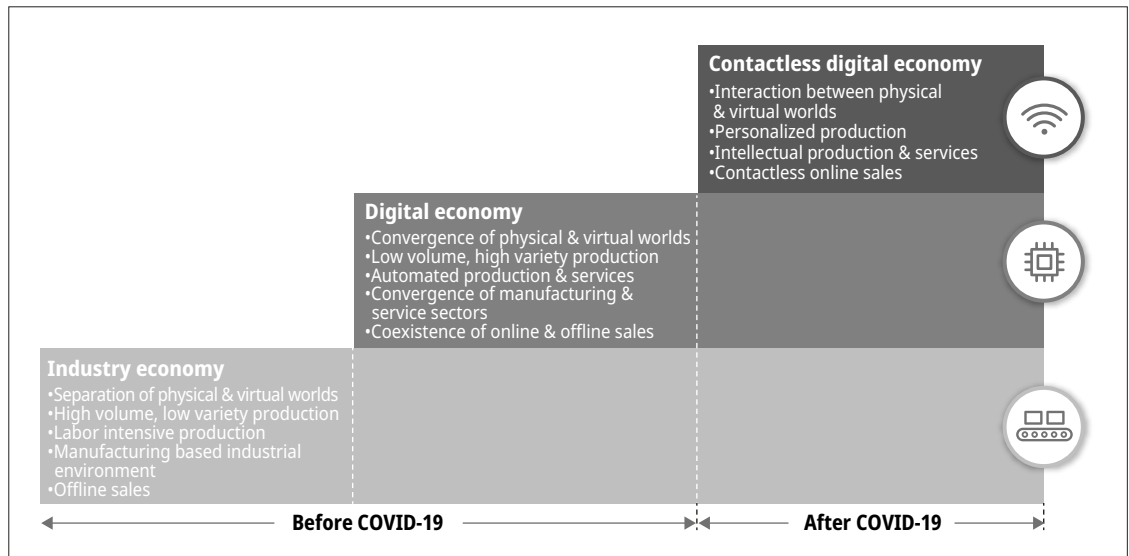 Contactless digital economy
•Interaction between physical
& virtual worlds
•Personalized production
•Intellectual production & services
•Contactless online sales
Digital economy
•Convergence of physical & virtual worlds
•Low volume, high variety production
•Automated production & services
•Convergence of manufacturing &
service sectors
•Coexistence of online & offline sales
Industry economy
•Separation of physical & virtual worlds
•High volume, low variety production
•Labor intensive production
•Manufacturing based industrial
environment
•Offline sales
Before COVID-19
After COVID-19